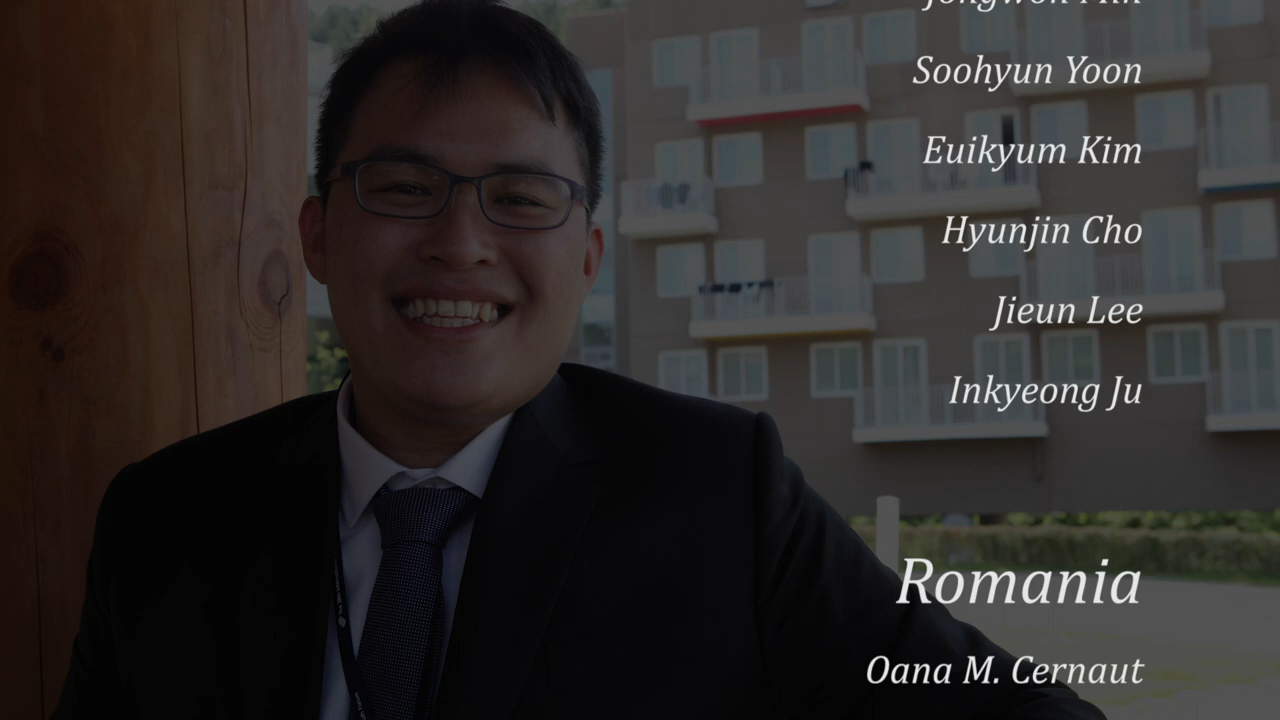 Soohyun Yoon
Euikyum Kim
Hyunjin Cho
Jieun Lee
Inkyeong Ju
Romania
Oana M. Cernaut